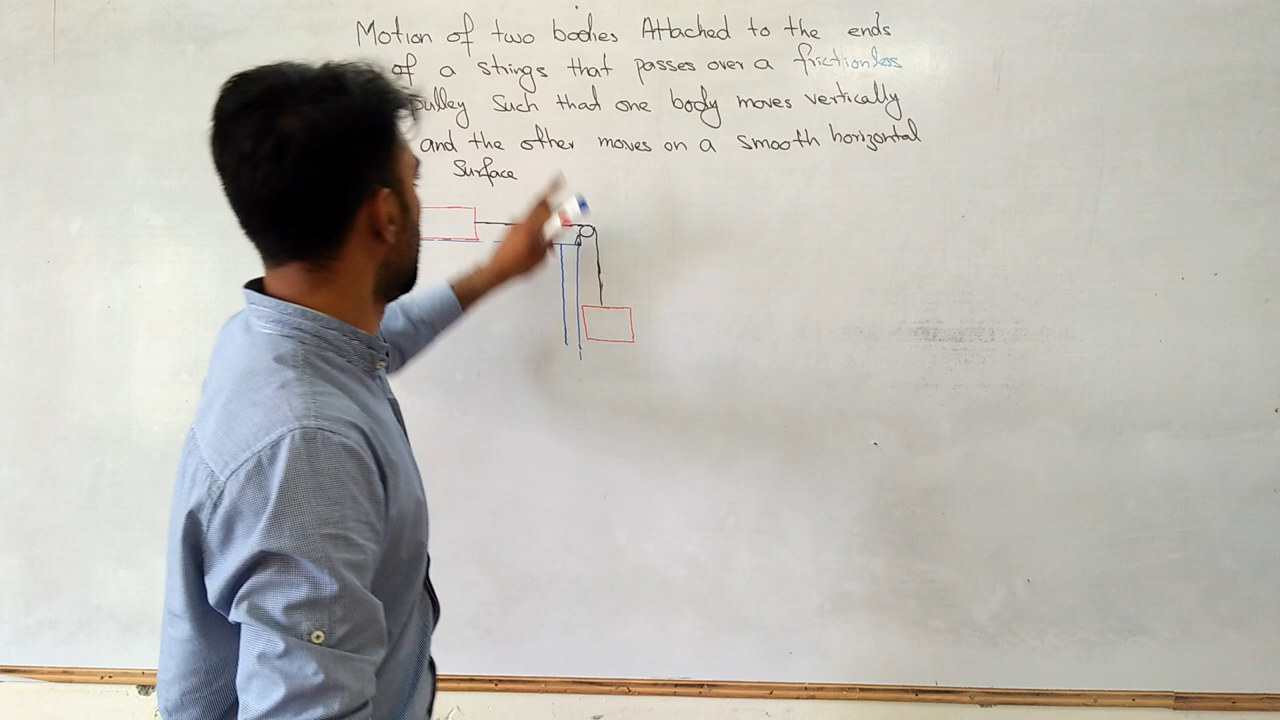 Motion of two bodies Attached to the ends
of a strings that passes over a frictionless
pulley Such that one body moves vertically
and the other moves on a smooth horizontal
Surface